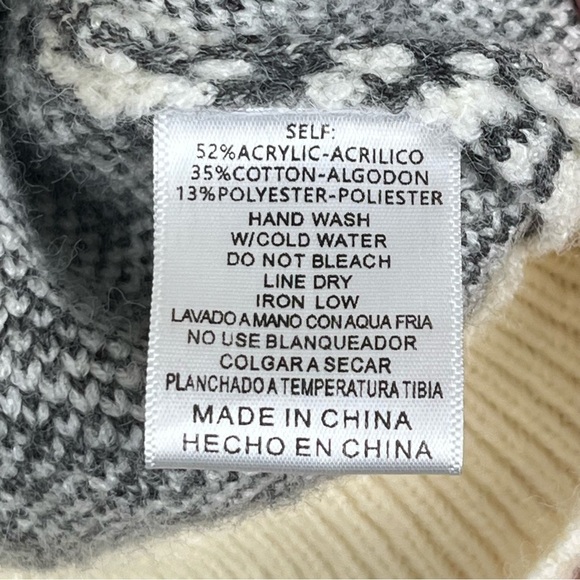 SELF:
52%ACRYLIC-ACRILICO
35%COTTON-ALGODON
13%POLYESTER-POLIESTER
HAND WASH
W/COLD WATER
DO NOT BLEACH
LINE DRY
IRON LOW
LAVADO A MANO CON AQUA FRIA
NO USE BLANQUEADOR
COLGAR A SECAR
PLANCHADO A TEMPERATURA TIBIA
MADE IN CHINA
HECHO EN CHINA